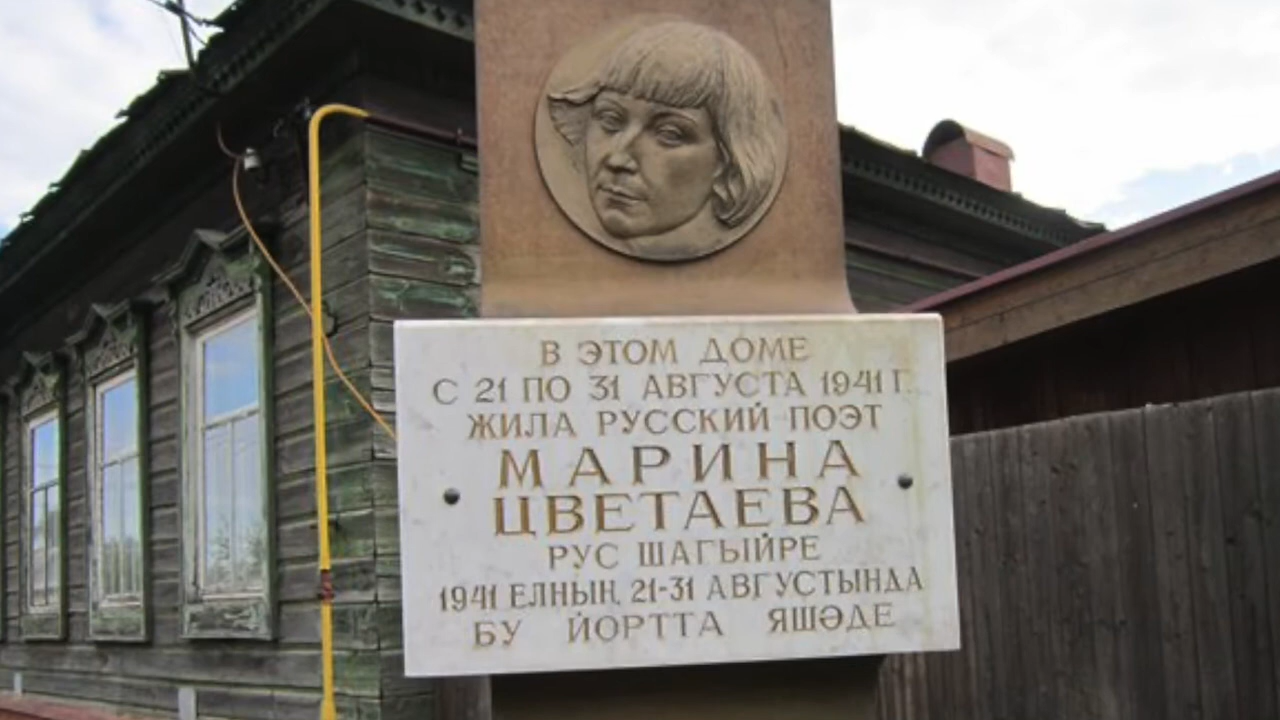 В ЭТОМ ДОМЕ
С 21 ПО 31 АВГУСТА 1941 Г.
ЖИЛА РУССКИЙ ПОЭТ
МАРИНА
ЦВЕТАЕВА
РУС ШАГЫЙРЕ
1941 ЕЛНЫҢ 21-31 АВГУСТЫНДА
БУ ЙОРТТА ЯШӘДЕ